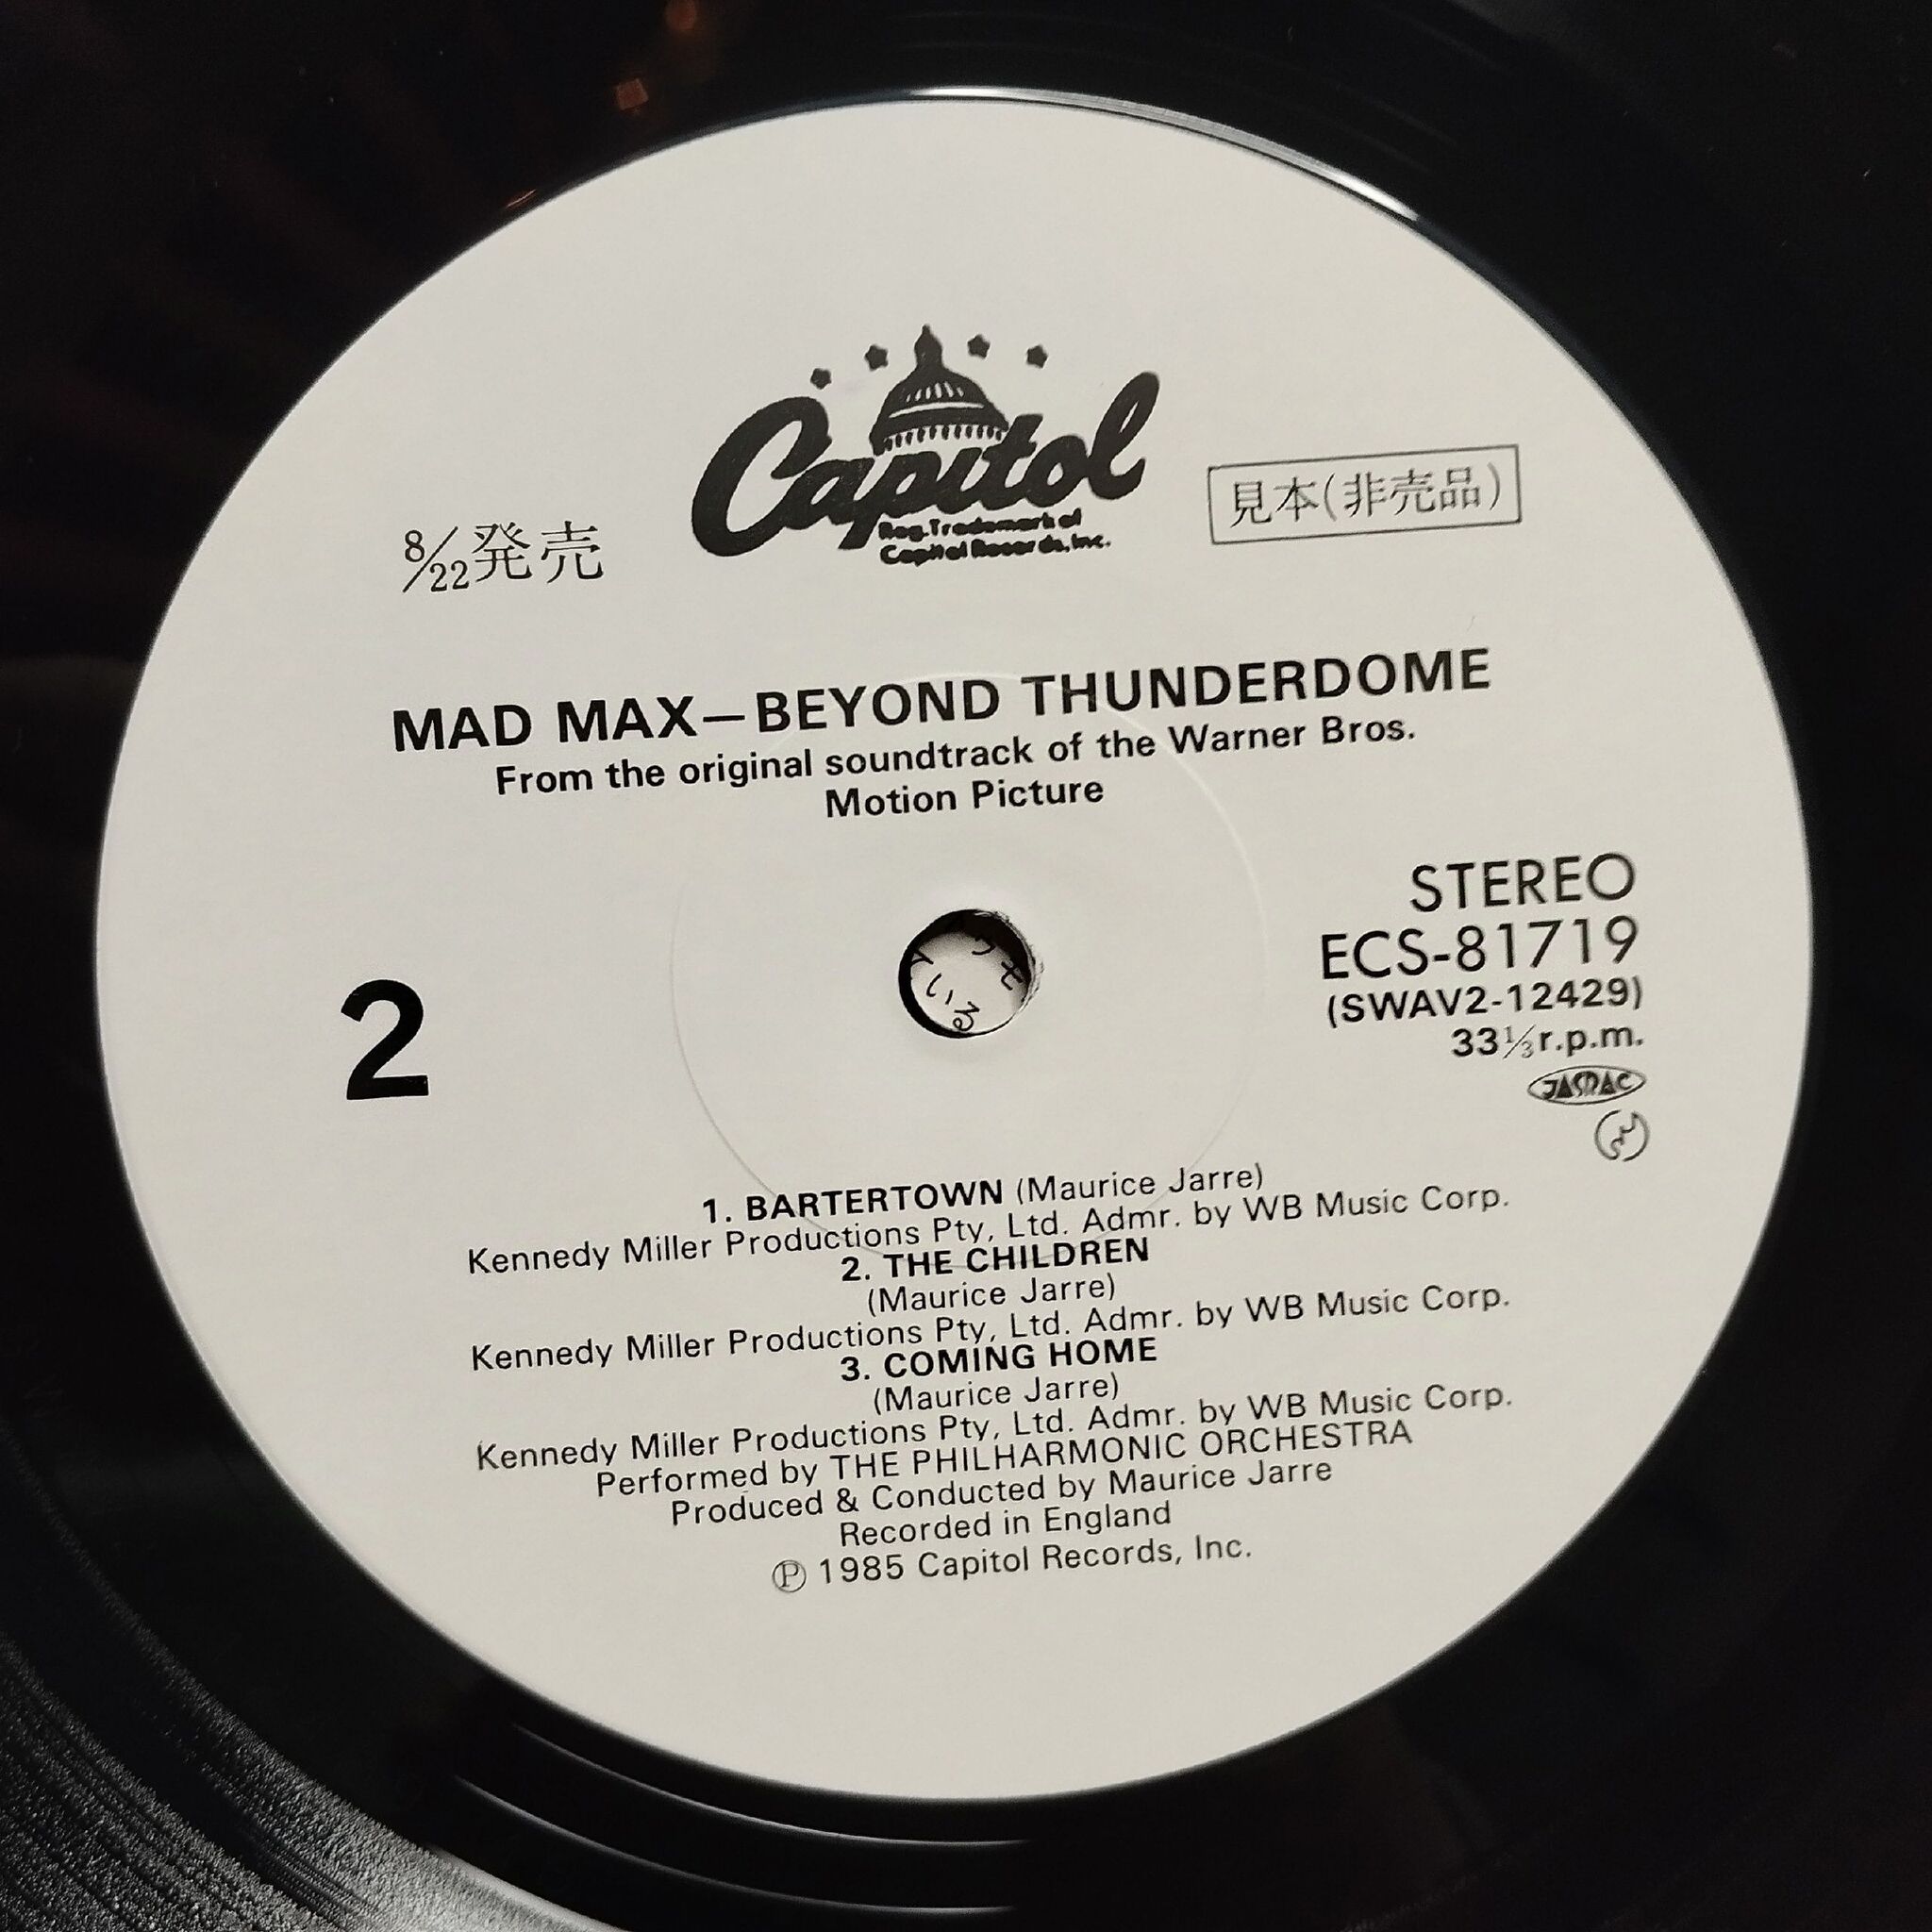 Capitol
Reg. Trademark of
Capitol Records, Inc.
8/22発売
見本(非売品)
MAD MAX—BEYOND THUNDERDOME
From the original soundtrack of the Warner Bros.
Motion Picture
STEREO
ECS-81719
(SWAV2-12429)
33⅓r.p.m.
JASRAC
2
1. BARTERTOWN (Maurice Jarre)
Kennedy Miller Productions Pty, Ltd. Admr. by WB Music Corp.
2. THE CHILDREN
(Maurice Jarre)
Kennedy Miller Productions Pty, Ltd. Admr. by WB Music Corp.
3. COMING HOME
(Maurice Jarre)
Kennedy Miller Productions Pty, Ltd. Admr. by WB Music Corp.
Performed by THE PHILHARMONIC ORCHESTRA
Produced & Conducted by Maurice Jarre
Recorded in England
Ⓟ 1985 Capitol Records, Inc.